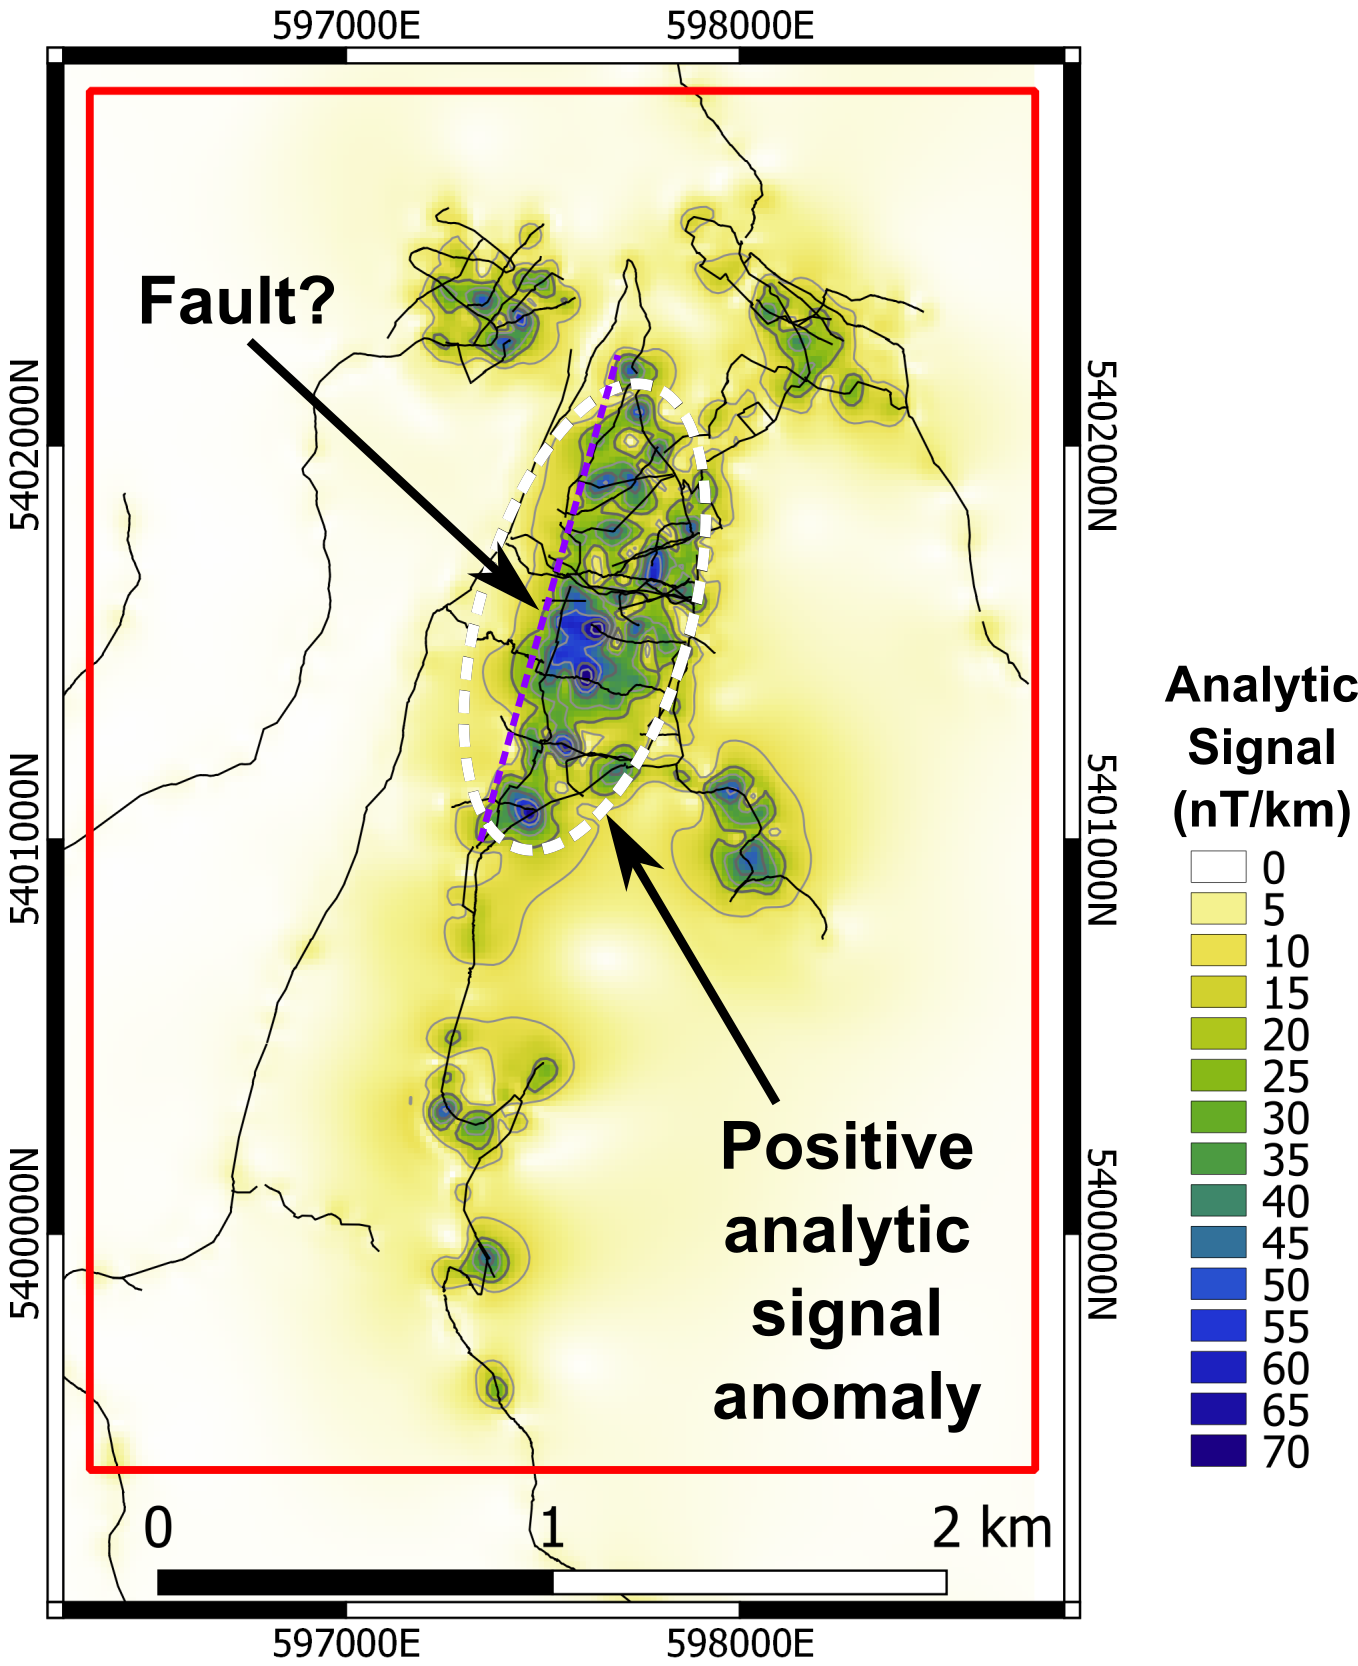 597000E
598000E
Fault?
5402000N
5402000N
5401000N
5401000N
5400000N
5400000N
Positive
analytic
signal
anomaly
0
1
2 km
597000E
598000E
Analytic
Signal
(nT/km)
0
5
10
15
20
25
30
35
40
45
50
55
60
65
70